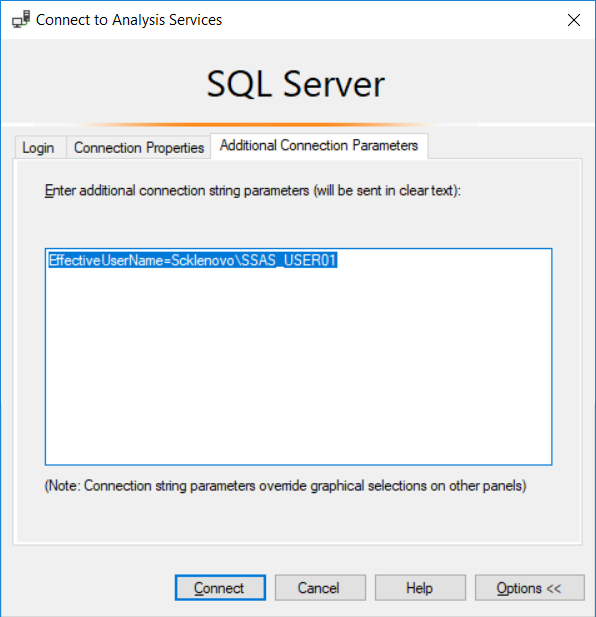 Connect to Analysis Services
SQL Server
Login
Connection Properties
Additional Connection Parameters
Enter additional connection string parameters (will be sent in clear text):
EffectiveUserName=Scklenovo\SSAS_USER01
(Note: Connection string parameters override graphical selections on other panels)
Connect
Cancel
Help
Options <<